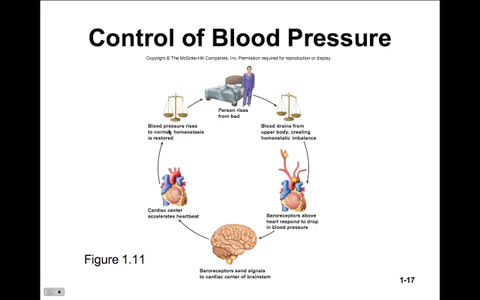 Control of Blood Pressure
Copyright © The McGraw-Hill Companies, Inc. Permission required for reproduction or display.
Person rises
from bed
Blood drains from
upper body, creating
homeostatic imbalance
Baroreceptors above
heart respond to drop
in blood pressure
Baroreceptors send signals
to cardiac center of brainstem
Cardiac center
accelerates heartbeat
Blood pressure rises
to normal; homeostasis
is restored
Figure 1.11
1-17